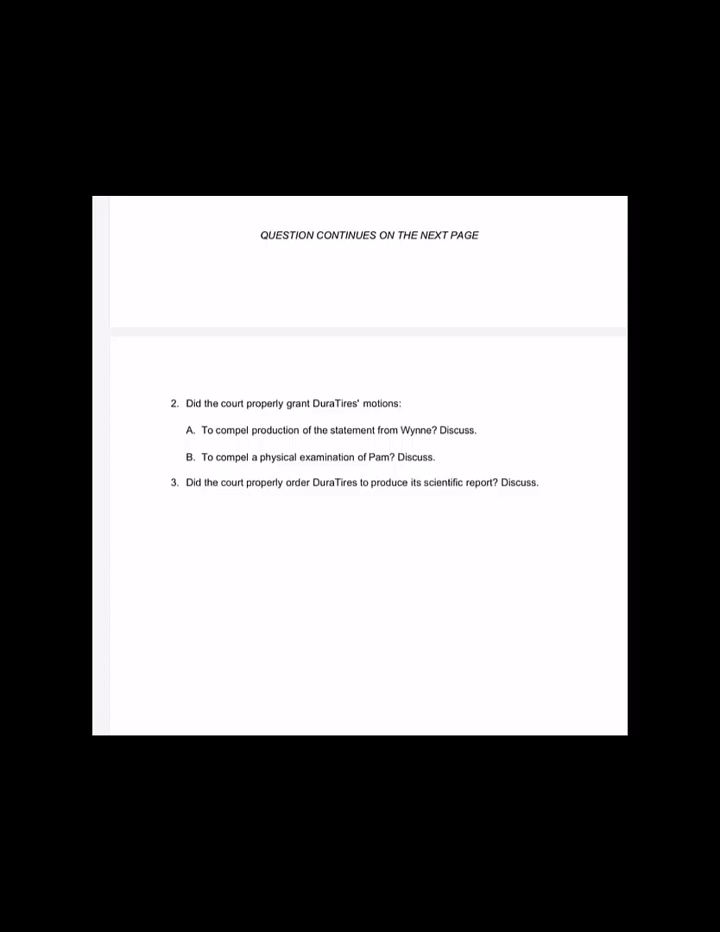 QUESTION CONTINUES ON THE NEXT PAGE
2. Did the court properly grant DuraTires' motions:
A. To compel production of the statement from Wynne? Discuss.
B. To compel a physical examination of Pam? Discuss.
3. Did the court properly order DuraTires to produce its scientific report? Discuss.